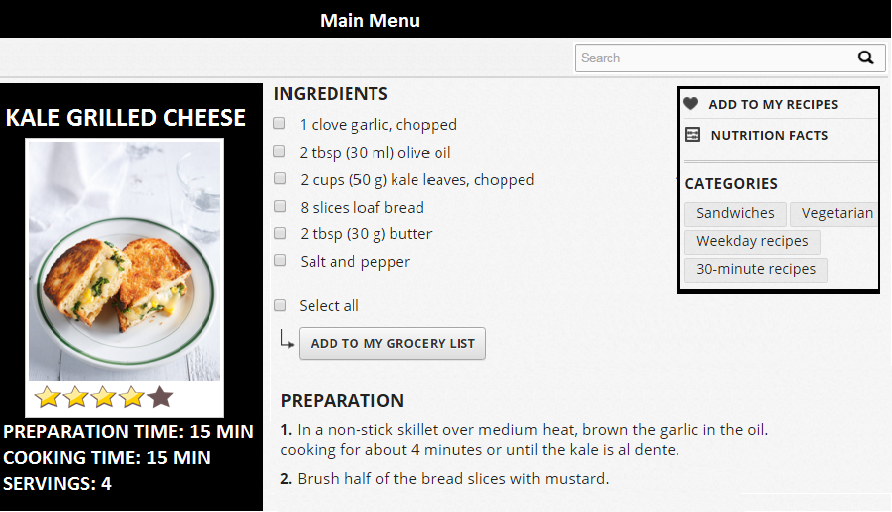 Main Menu
Search
KALE GRILLED CHEESE
PREPARATION TIME: 15 MIN
COOKING TIME: 15 MIN
SERVINGS: 4
INGREDIENTS
1 clove garlic, chopped
2 tbsp (30 ml) olive oil
2 cups (50 g) kale leaves, chopped
8 slices loaf bread
2 tbsp (30 g) butter
Salt and pepper
Select all
ADD TO MY GROCERY LIST
PREPARATION
1. In a non-stick skillet over medium heat, brown the garlic in the oil.
cooking for about 4 minutes or until the kale is al dente.
2. Brush half of the bread slices with mustard.
ADD TO MY RECIPES
NUTRITION FACTS
CATEGORIES
Sandwiches Vegetarian
Weekday recipes
30-minute recipes